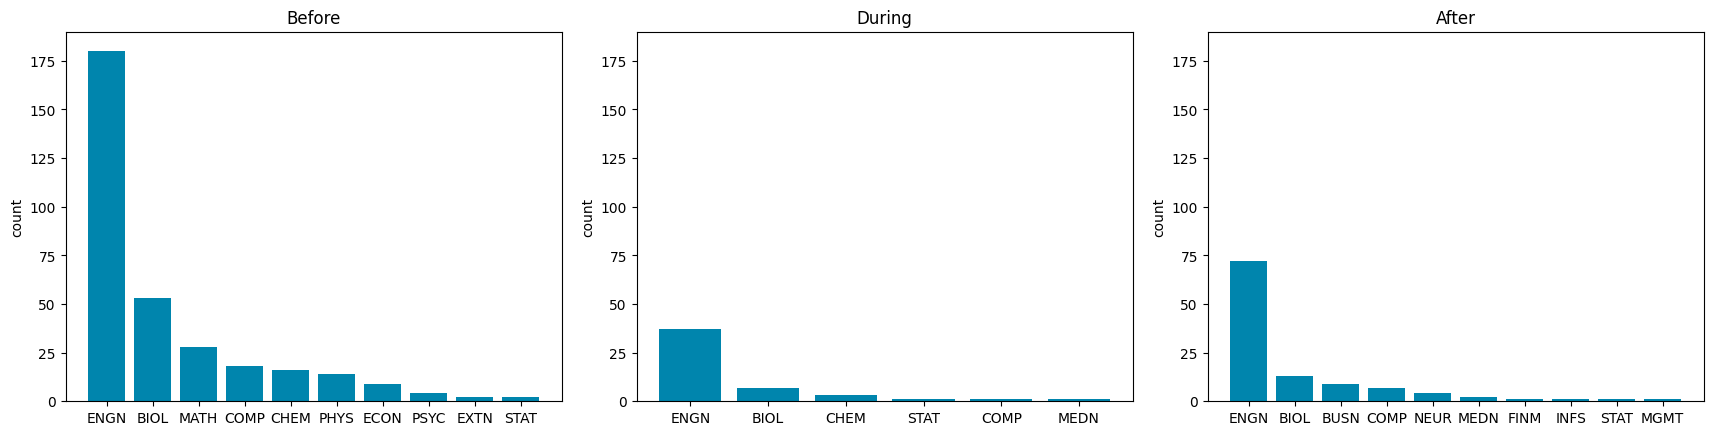 Before
count
175
150
125
100
75
50
25
0
ENGN BIOL MATH COMP CHEM PHYS ECON PSYC EXTN STAT
During
count
175
150
125
100
75
50
25
0
ENGN BIOL CHEM STAT COMP MEDN
After
count
175
150
125
100
75
50
25
0
ENGN BIOL BUSN COMP NEUR MEDN FINM INFS STAT MGMT